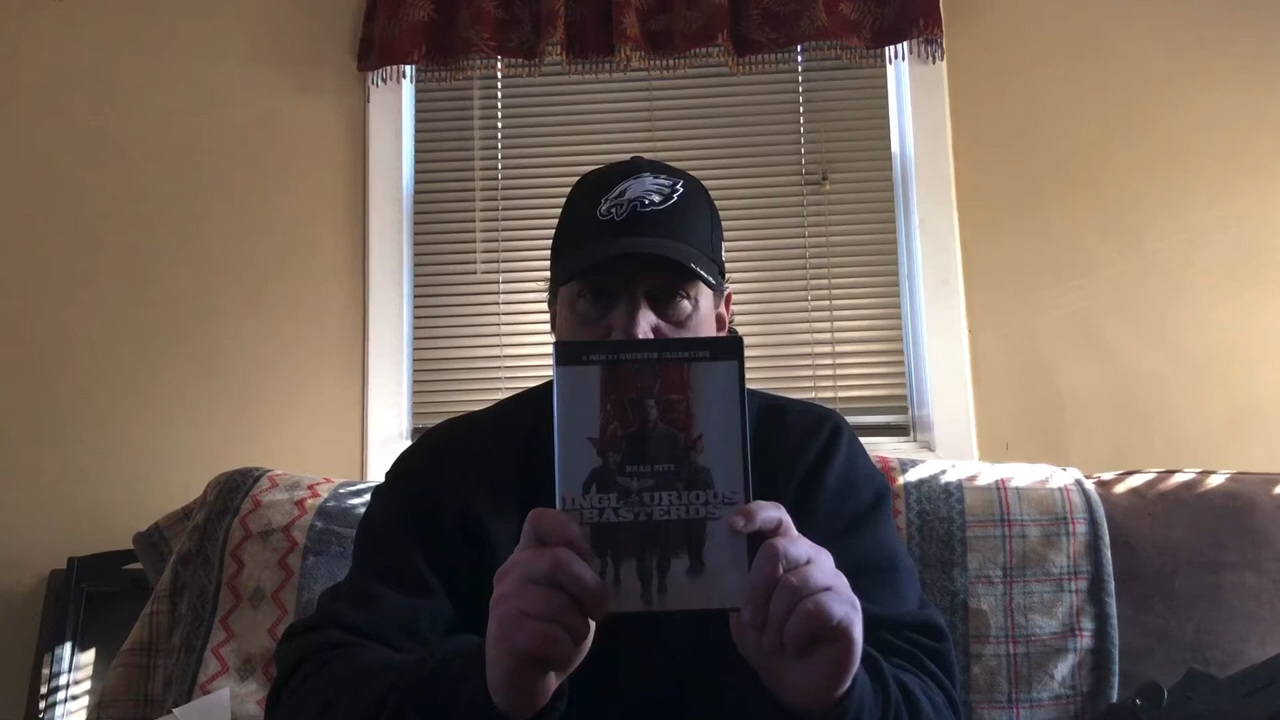 A FILM BY QUENTIN TARANTINO
BRAD PITT
INGLOURIOUS
BASTERDS